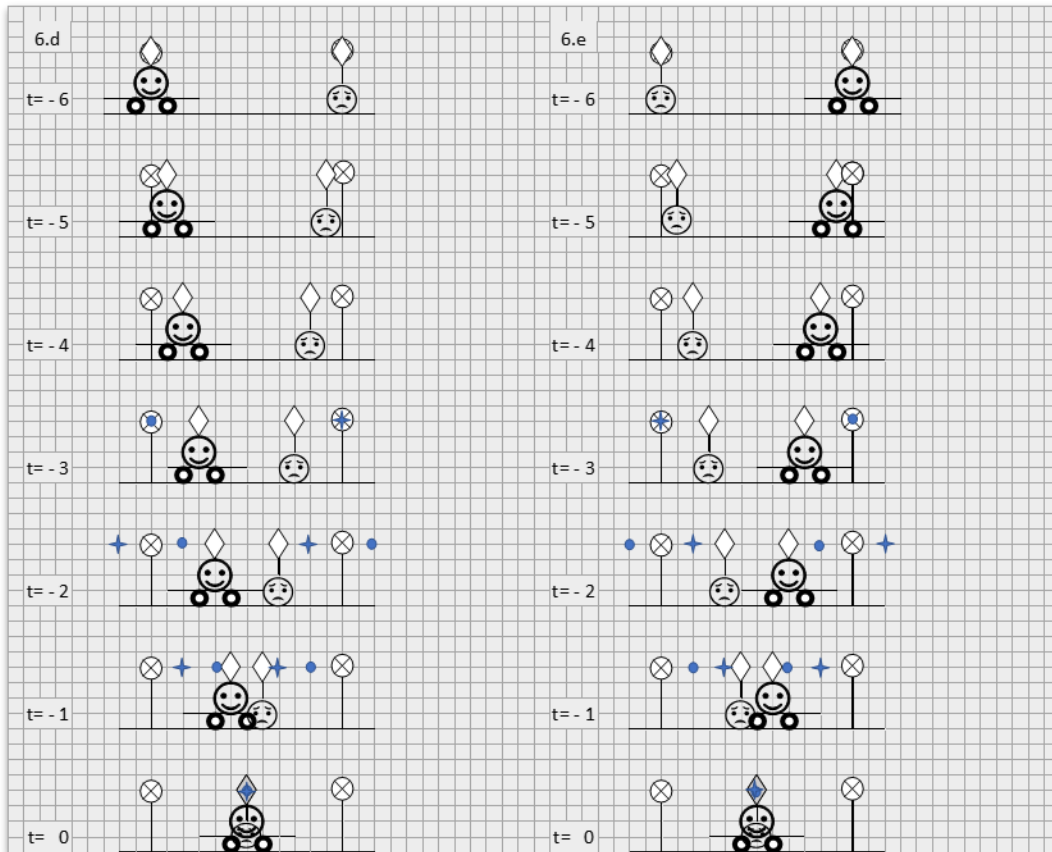 6.d
t= - 6
t= - 5
t= - 4
t= - 3
t= - 2
t= - 1
t=  0
6.e
t= - 6
t= - 5
t= - 4
t= - 3
t= - 2
t= - 1
t=  0